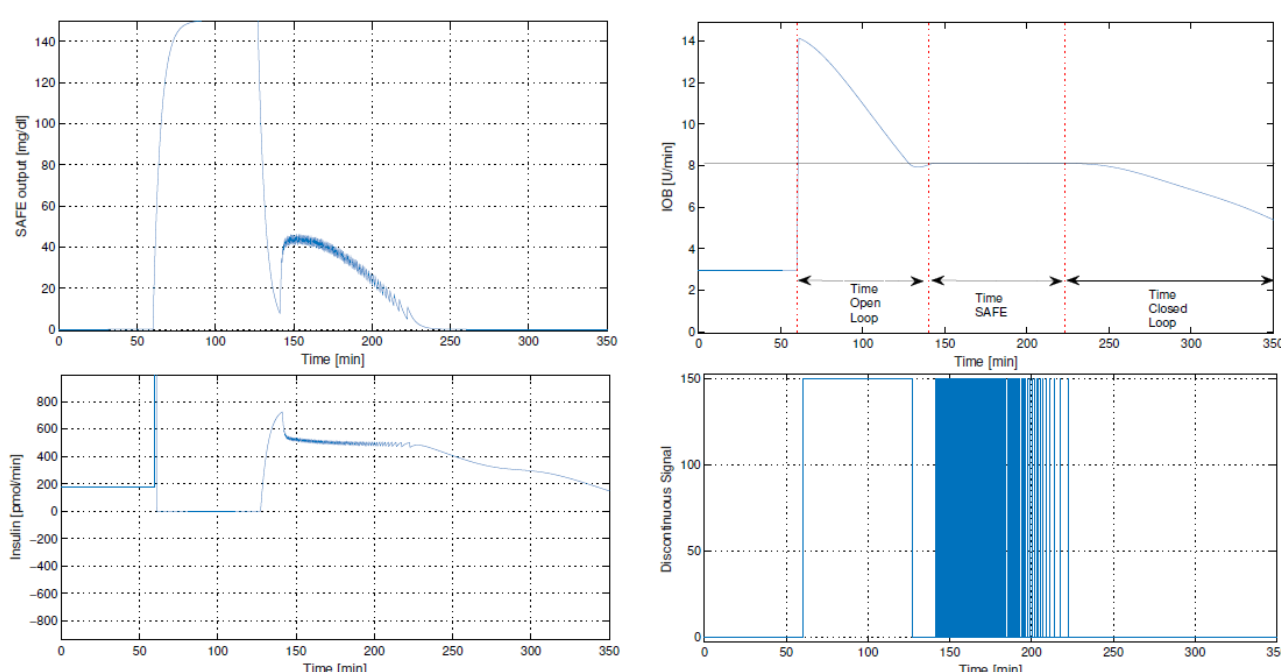 140
120
100
80
60
40
20
0
SAFE output [mg/dl]
0 50 100 150 200 250 300 350
Time [min]
14
12
10
8
6
4
2
0
IOB [U/min]
Time
Open
Loop
Time
SAFE
Time
Closed
Loop
0 50 100 150 200 250 300 350
Time [min]
800
600
400
200
0
−200
−400
−600
−800
Insulin [pmol/min]
0 50 100 150 200 250 300 350
Time [min]
150
100
50
0
Discontinuous Signal
0 50 100 150 200 250 300 350
Time [min]